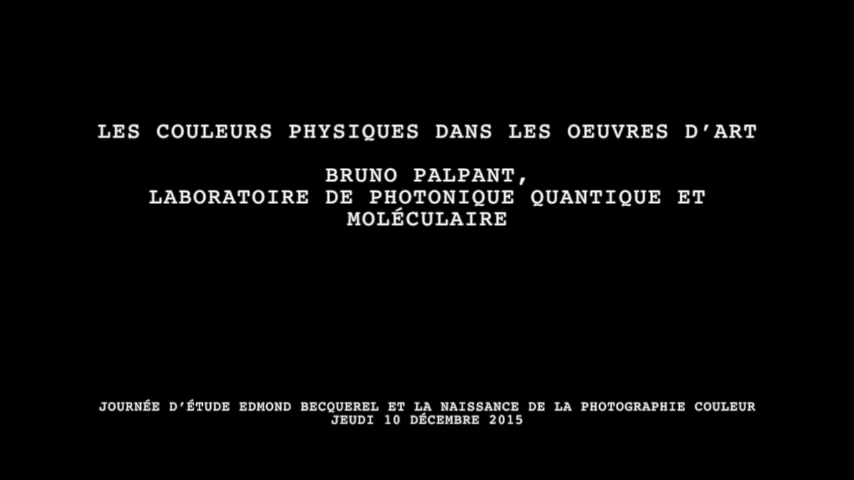 LES COULEURS PHYSIQUES DANS LES OEUVRES D'ART
BRUNO PALPANT,
LABORATOIRE DE PHOTONIQUE QUANTIQUE ET
MOLÉCULAIRE
JOURNÉE D'ÉTUDE EDMOND BECQUEREL ET LA NAISSANCE DE LA PHOTOGRAPHIE COULEUR
JEUDI 10 DÉCEMBRE 2015